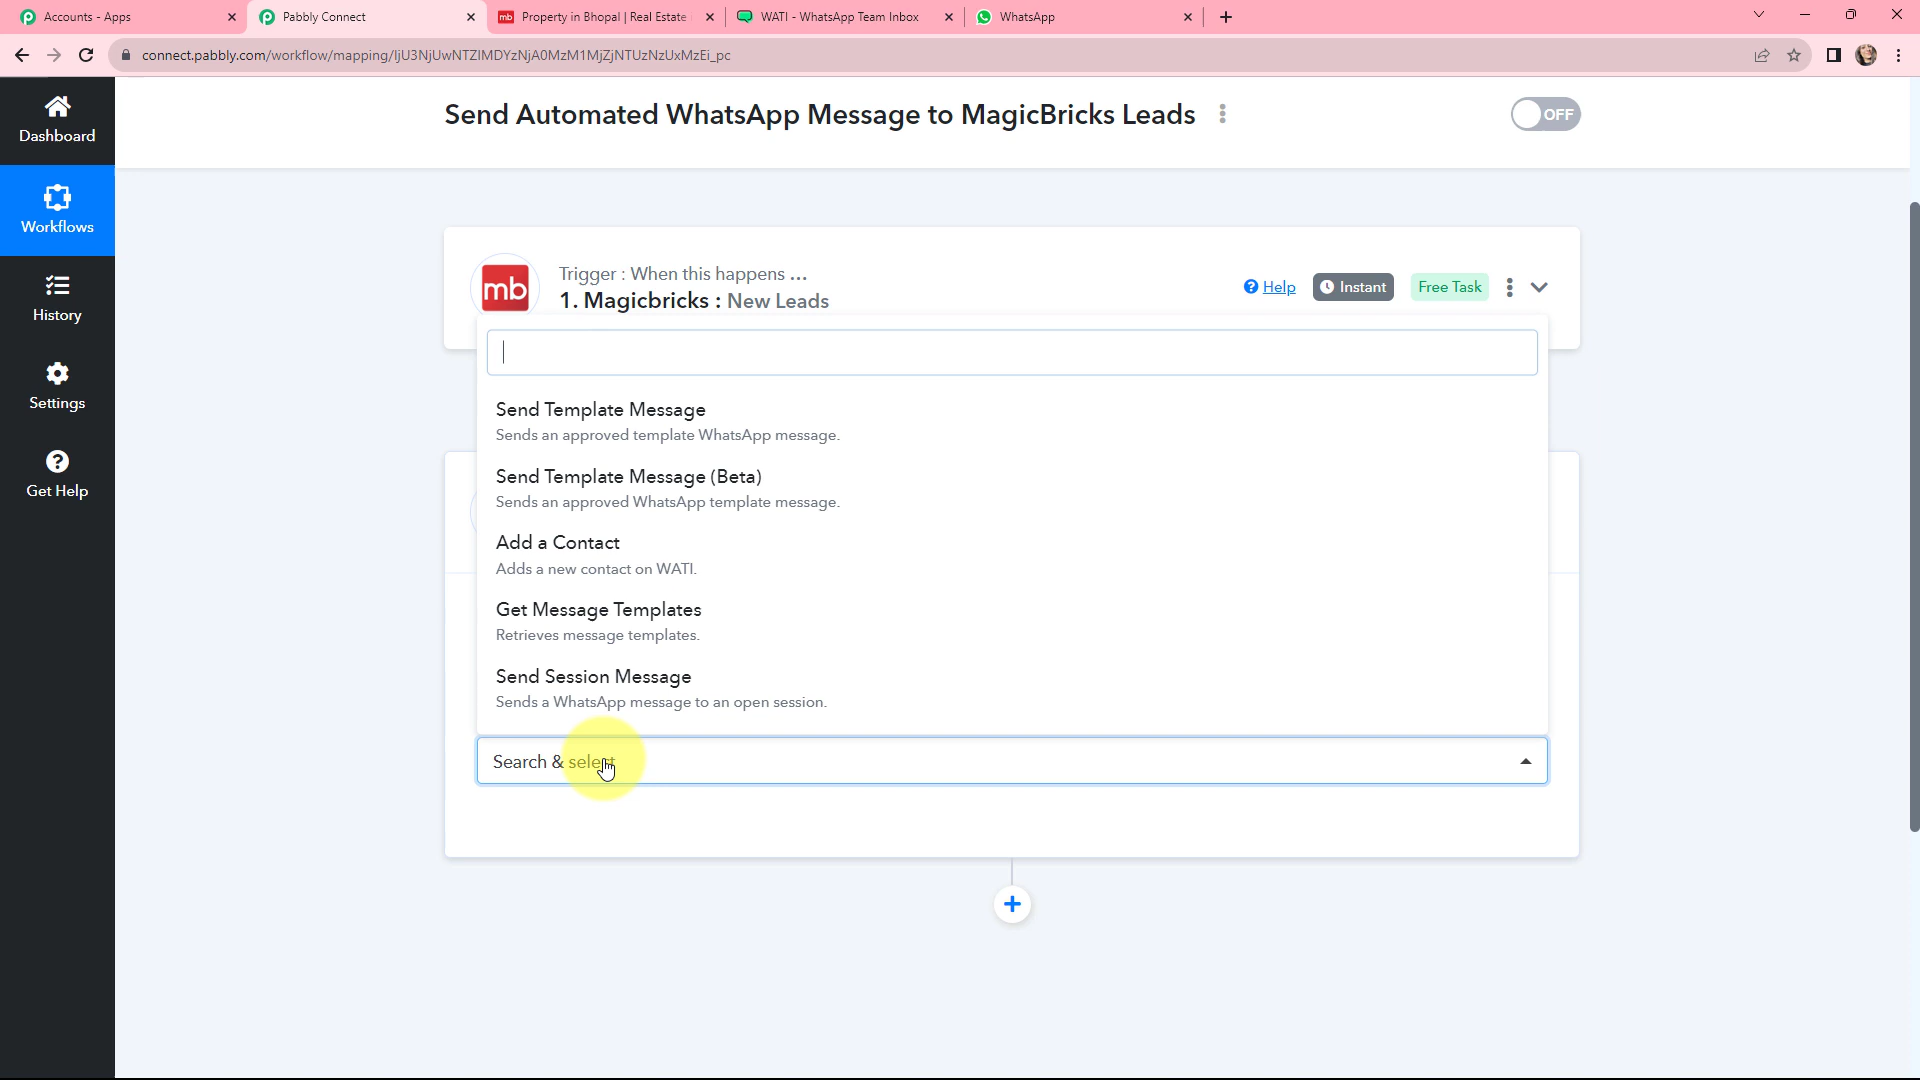 Accounts - Apps
Pabbly Connect
mb Property in Bhopal | Real Estate
WATI - WhatsApp Team Inbox
WhatsApp
connect.pabbly.com/workflow/mapping/IjU3NjUwNTZlMDYzNjA0MzM1MjZjNTUzNzUxMzEi_pc
Dashboard
Workflows
History
Settings
Get Help
Send Automated WhatsApp Message to MagicBricks Leads
OFF
mb
Trigger : When this happens ...
1. Magicbricks : New Leads
Help
Instant
Free Task
Send Template Message
Sends an approved template WhatsApp message.
Send Template Message (Beta)
Sends an approved WhatsApp template message.
Add a Contact
Adds a new contact on WATI.
Get Message Templates
Retrieves message templates.
Send Session Message
Sends a WhatsApp message to an open session.
Search & select